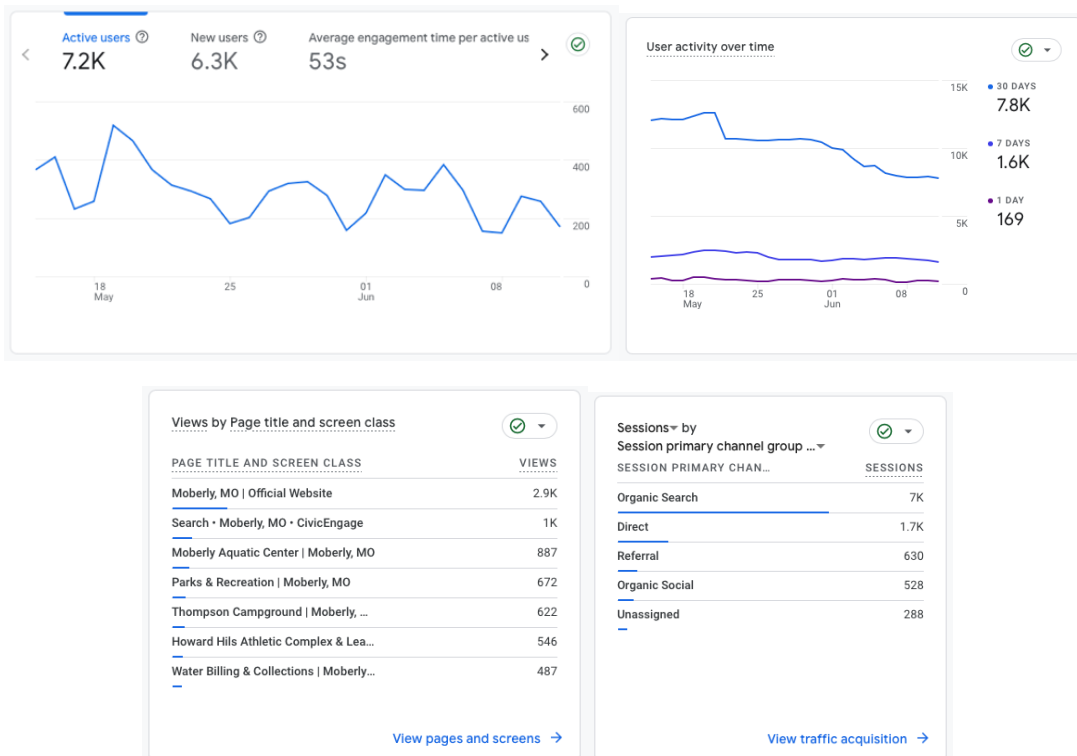 Active users
7.2K
New users
6.3K
Average engagement time per active us
53s
600
400
200
0
18
May
25
01
Jun
08
User activity over time
15K
10K
5K
0
18
May
25
01
Jun
08
30 DAYS
7.8K
7 DAYS
1.6K
1 DAY
169
Views by Page title and screen class
PAGE TITLE AND SCREEN CLASS VIEWS
Moberly, MO | Official Website 2.9K
Search • Moberly, MO • CivicEngage 1K
Moberly Aquatic Center | Moberly, MO 887
Parks & Recreation | Moberly, MO 672
Thompson Campground | Moberly, ... 622
Howard Hils Athletic Complex & Lea... 546
Water Billing & Collections | Moberly... 487
View pages and screens
Sessions by
Session primary channel group ...
SESSION PRIMARY CHAN... SESSIONS
Organic Search 7K
Direct 1.7K
Referral 630
Organic Social 528
Unassigned 288
View traffic acquisition